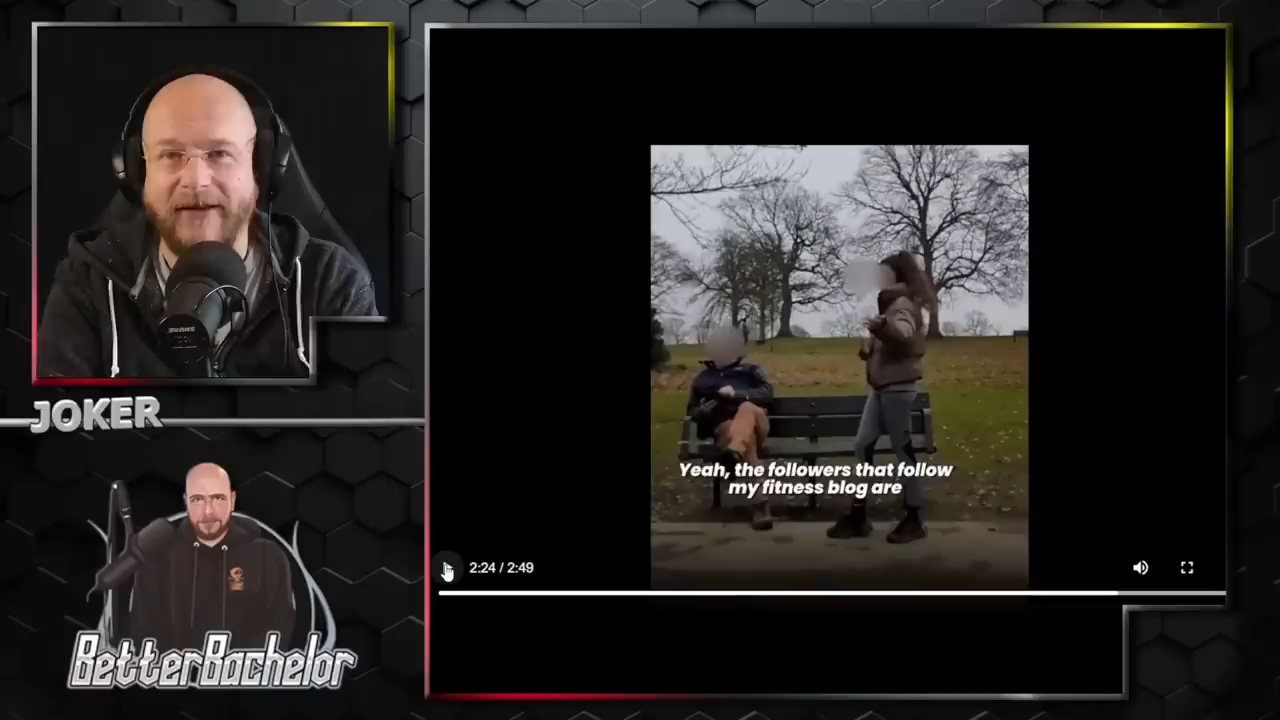 JOKER
BetterBachelor
Yeah, the followers that follow
my fitness blog are
2:24 / 2:49